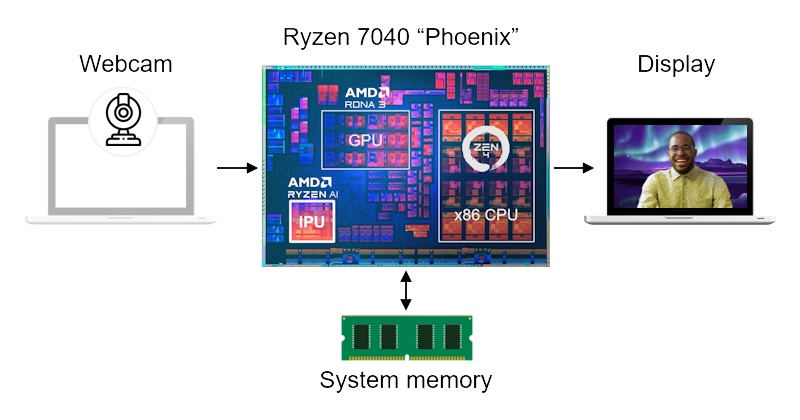 Ryzen 7040 “Phoenix”
Webcam
Display
AMD
RDNA 3
GPU
ZEN
4
AMD
RYZEN AI
IPU
x86 CPU
System memory